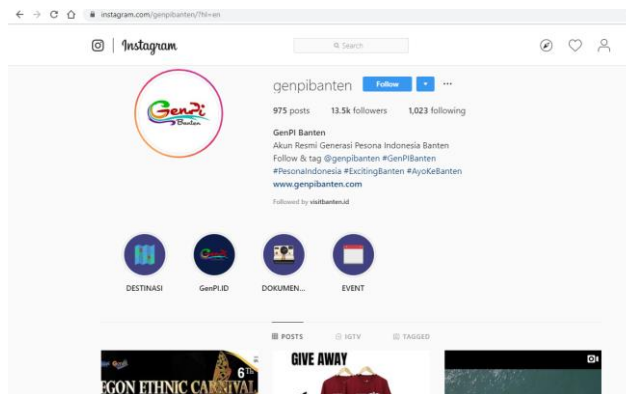 instagram.com/genpibanten/?hl=en
Instagram
Search
genpibanten Follow
975 posts 13.5k followers 1,023 following
GenPI Banten
Akun Resmi Generasi Pesona Indonesia Banten
Follow & tag @genpibanten #GenPIBanten
#PesonaIndonesia #ExcitingBanten #AyoKeBanten
www.genpibanten.com
Followed by visitbanten.id
GenPi
Banten
DESTINASI GenPI.ID DOKUMEN... EVENT
POSTS IGTV TAGGED
6TH
EGON ETHNIC CARNIVAL
GIVE AWAY